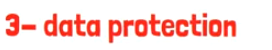 3- data protection